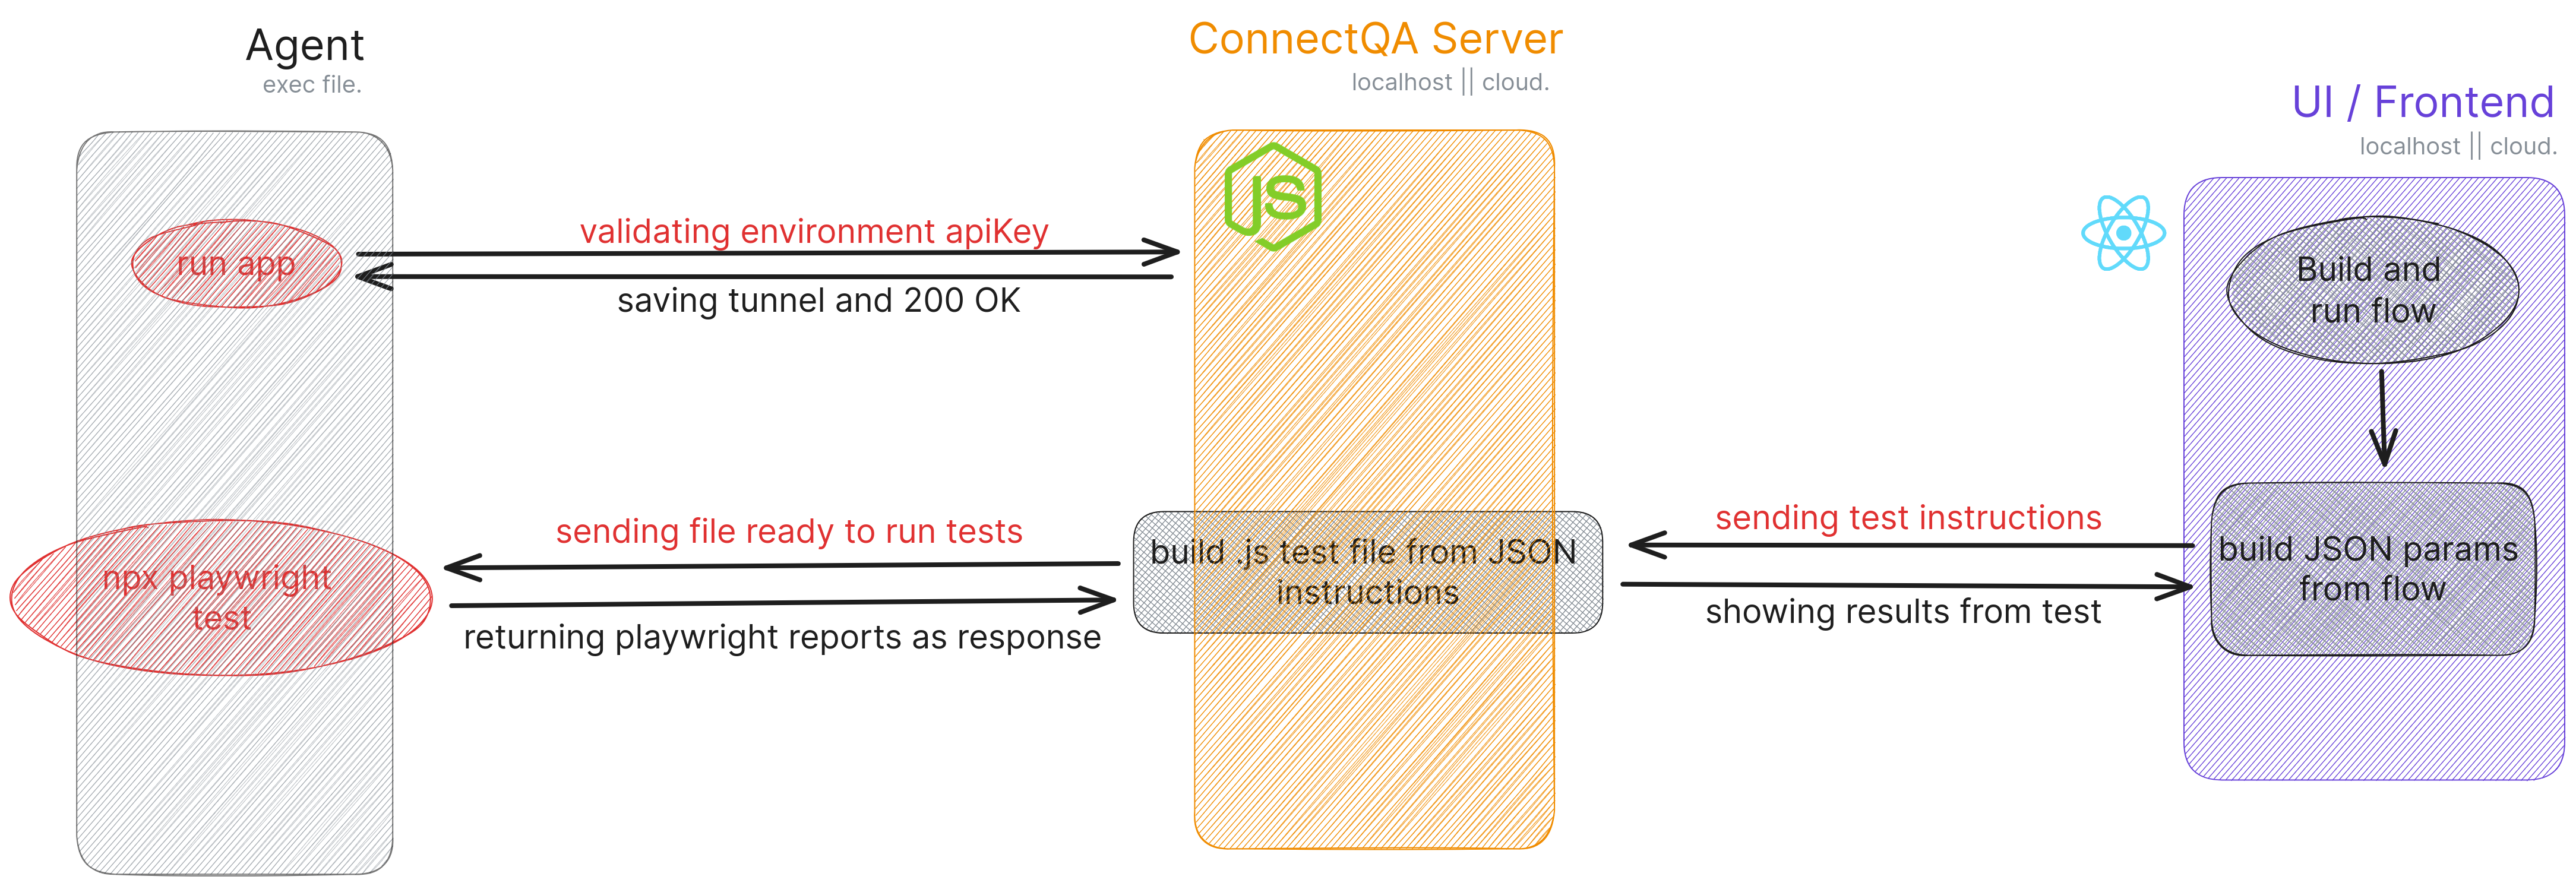 Agent
exec file.
ConnectQA Server
localhost || cloud.
UI / Frontend
localhost || cloud.
JS
run app
validating environment apiKey
saving tunnel and 200 OK
Build and
run flow
npx playwright
test
sending file ready to run tests
returning playwright reports as response
build .js test file from JSON
instructions
sending test instructions
showing results from test
build JSON params
from flow